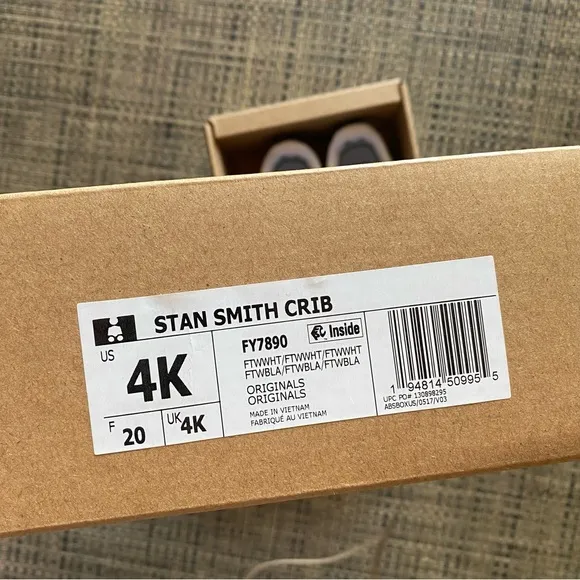 STAN SMITH CRIB
US
4K
F 20
UK 4K
FY7890
Inside
FTWWHT/FTWWHT/FTWWHT
FTWBLA/FTWBLA/FTWBLA
ORIGINALS
ORIGINALS
MADE IN VIETNAM
FABRIQUÉ AU VIETNAM
1 94814 50995 5
UPC PO# 130898295
ABSBOXUS/0517/V03